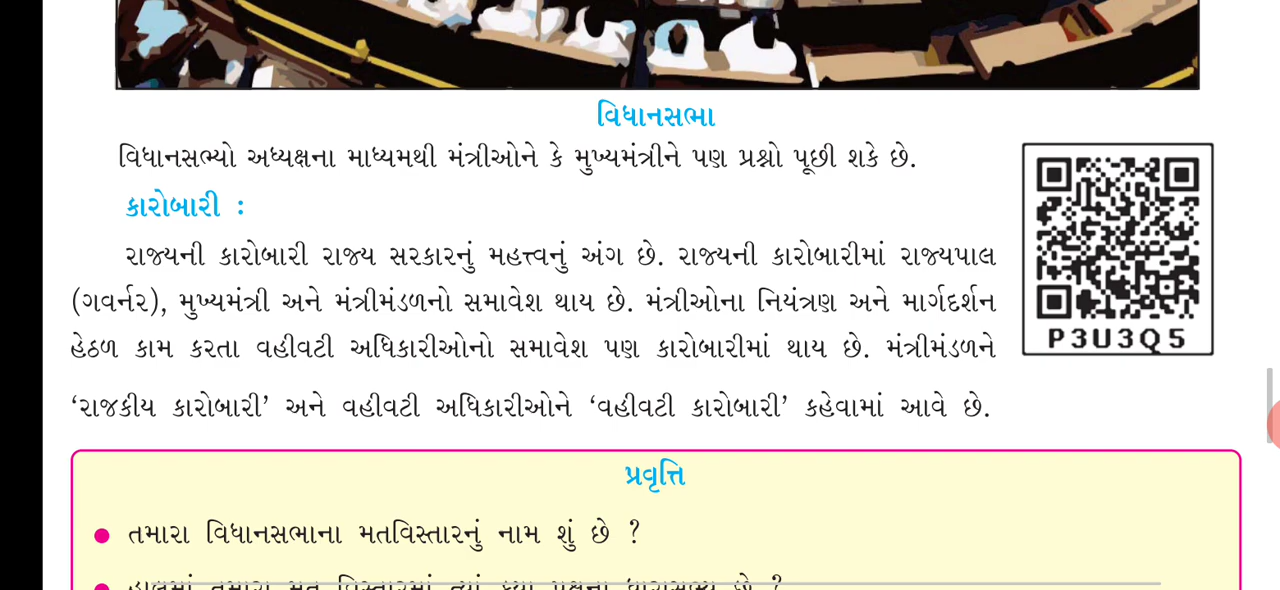 વિધાનસભા
વિધાનસભ્યો અધ્યક્ષના માધ્યમથી મંત્રીઓને કે મુખ્યમંત્રીને પણ પ્રશ્નો પૂછી શકે છે.
કારોબારી :
રાજ્યની કારોબારી રાજ્ય સરકારનું મહત્ત્વનું અંગ છે. રાજ્યની કારોબારીમાં રાજ્યપાલ
(ગવર્નર), મુખ્યમંત્રી અને મંત્રીમંડળનો સમાવેશ થાય છે. મંત્રીઓના નિયંત્રણ અને માર્ગદર્શન
હેઠળ કામ કરતા વહીવટી અધિકારીઓનો સમાવેશ પણ કારોબારીમાં થાય છે. મંત્રીમંડળને
P3U3Q5
‘રાજકીય કારોબારી’ અને વહીવટી અધિકારીઓને ‘વહીવટી કારોબારી’ કહેવામાં આવે છે.
પ્રવૃત્તિ
● તમારા વિધાનસભાના મતવિસ્તારનું નામ શું છે ?